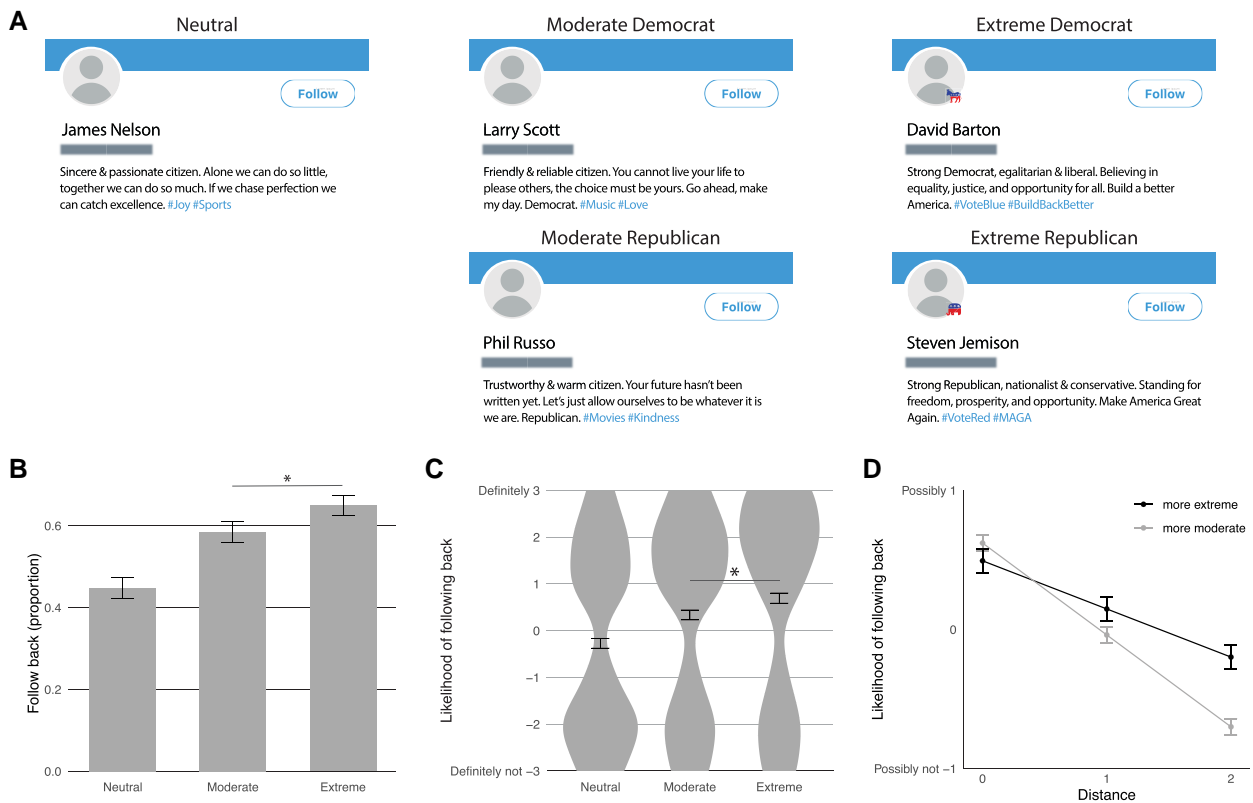 A
Neutral
Follow
James Nelson
Sincere & passionate citizen. Alone we can do so little,
together we can do so much. If we chase perfection we
can catch excellence. #Joy #Sports
Moderate Democrat
Follow
Larry Scott
Friendly & reliable citizen. You cannot live your life to
please others, the choice must be yours. Go ahead, make
my day. Democrat. #Music #Love
Extreme Democrat
Follow
David Barton
Strong Democrat, egalitarian & liberal. Believing in
equality, justice, and opportunity for all. Build a better
America. #VoteBlue #BuildBackBetter
Moderate Republican
Follow
Phil Russo
Trustworthy & warm citizen. Your future hasn't been
written yet. Let's just allow ourselves to be whatever it is
we are. Republican. #Movies #Kindness
Extreme Republican
Follow
Steven Jemison
Strong Republican, nationalist & conservative. Standing for
freedom, prosperity, and opportunity. Make America Great
Again. #VoteRed #MAGA
B
Follow back (proportion)
0.6
0.4
0.2
0.0
*
Neutral Moderate Extreme
C
Likelihood of following back
Definitely 3
2
1
0
−1
−2
Definitely not −3
*
Neutral Moderate Extreme
D
Likelihood of following back
Possibly 1
0
Possibly not −1
more extreme
more moderate
0 1 2
Distance